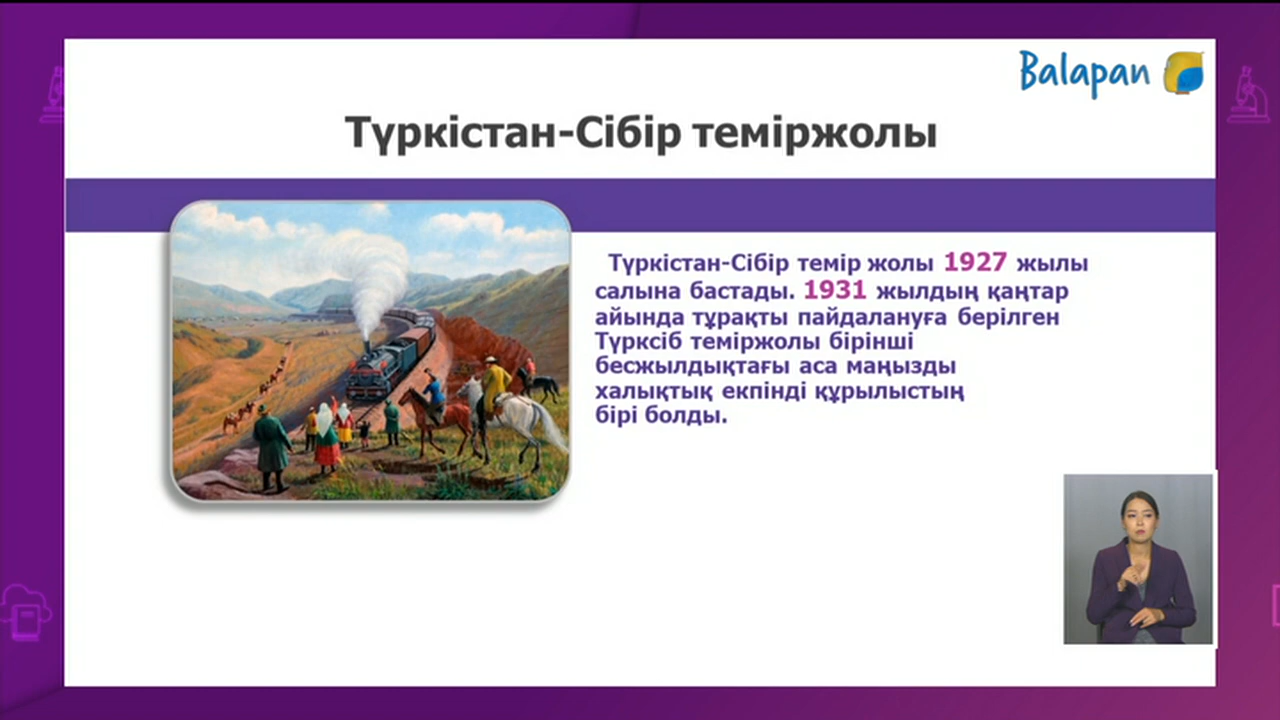 Balapan
Түркістан-Сібір теміржолы
Түркістан-Сібір темір жолы 1927 жылы
салына бастады. 1931 жылдың қаңтар
айында тұрақты пайдалануға берілген
Түрксіб теміржолы бірінші
бесжылдықтағы аса маңызды
халықтық екпінді құрылыстың
бірі болды.